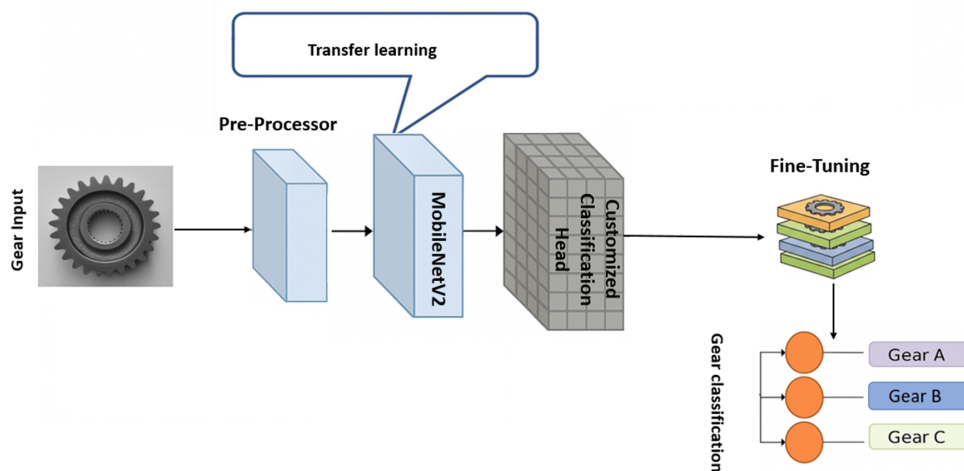 Transfer learning
Pre-Processor
Gear Input
MobileNetV2
Customized
Classification
Head
Fine-Tuning
Gear classification
Gear A
Gear B
Gear C